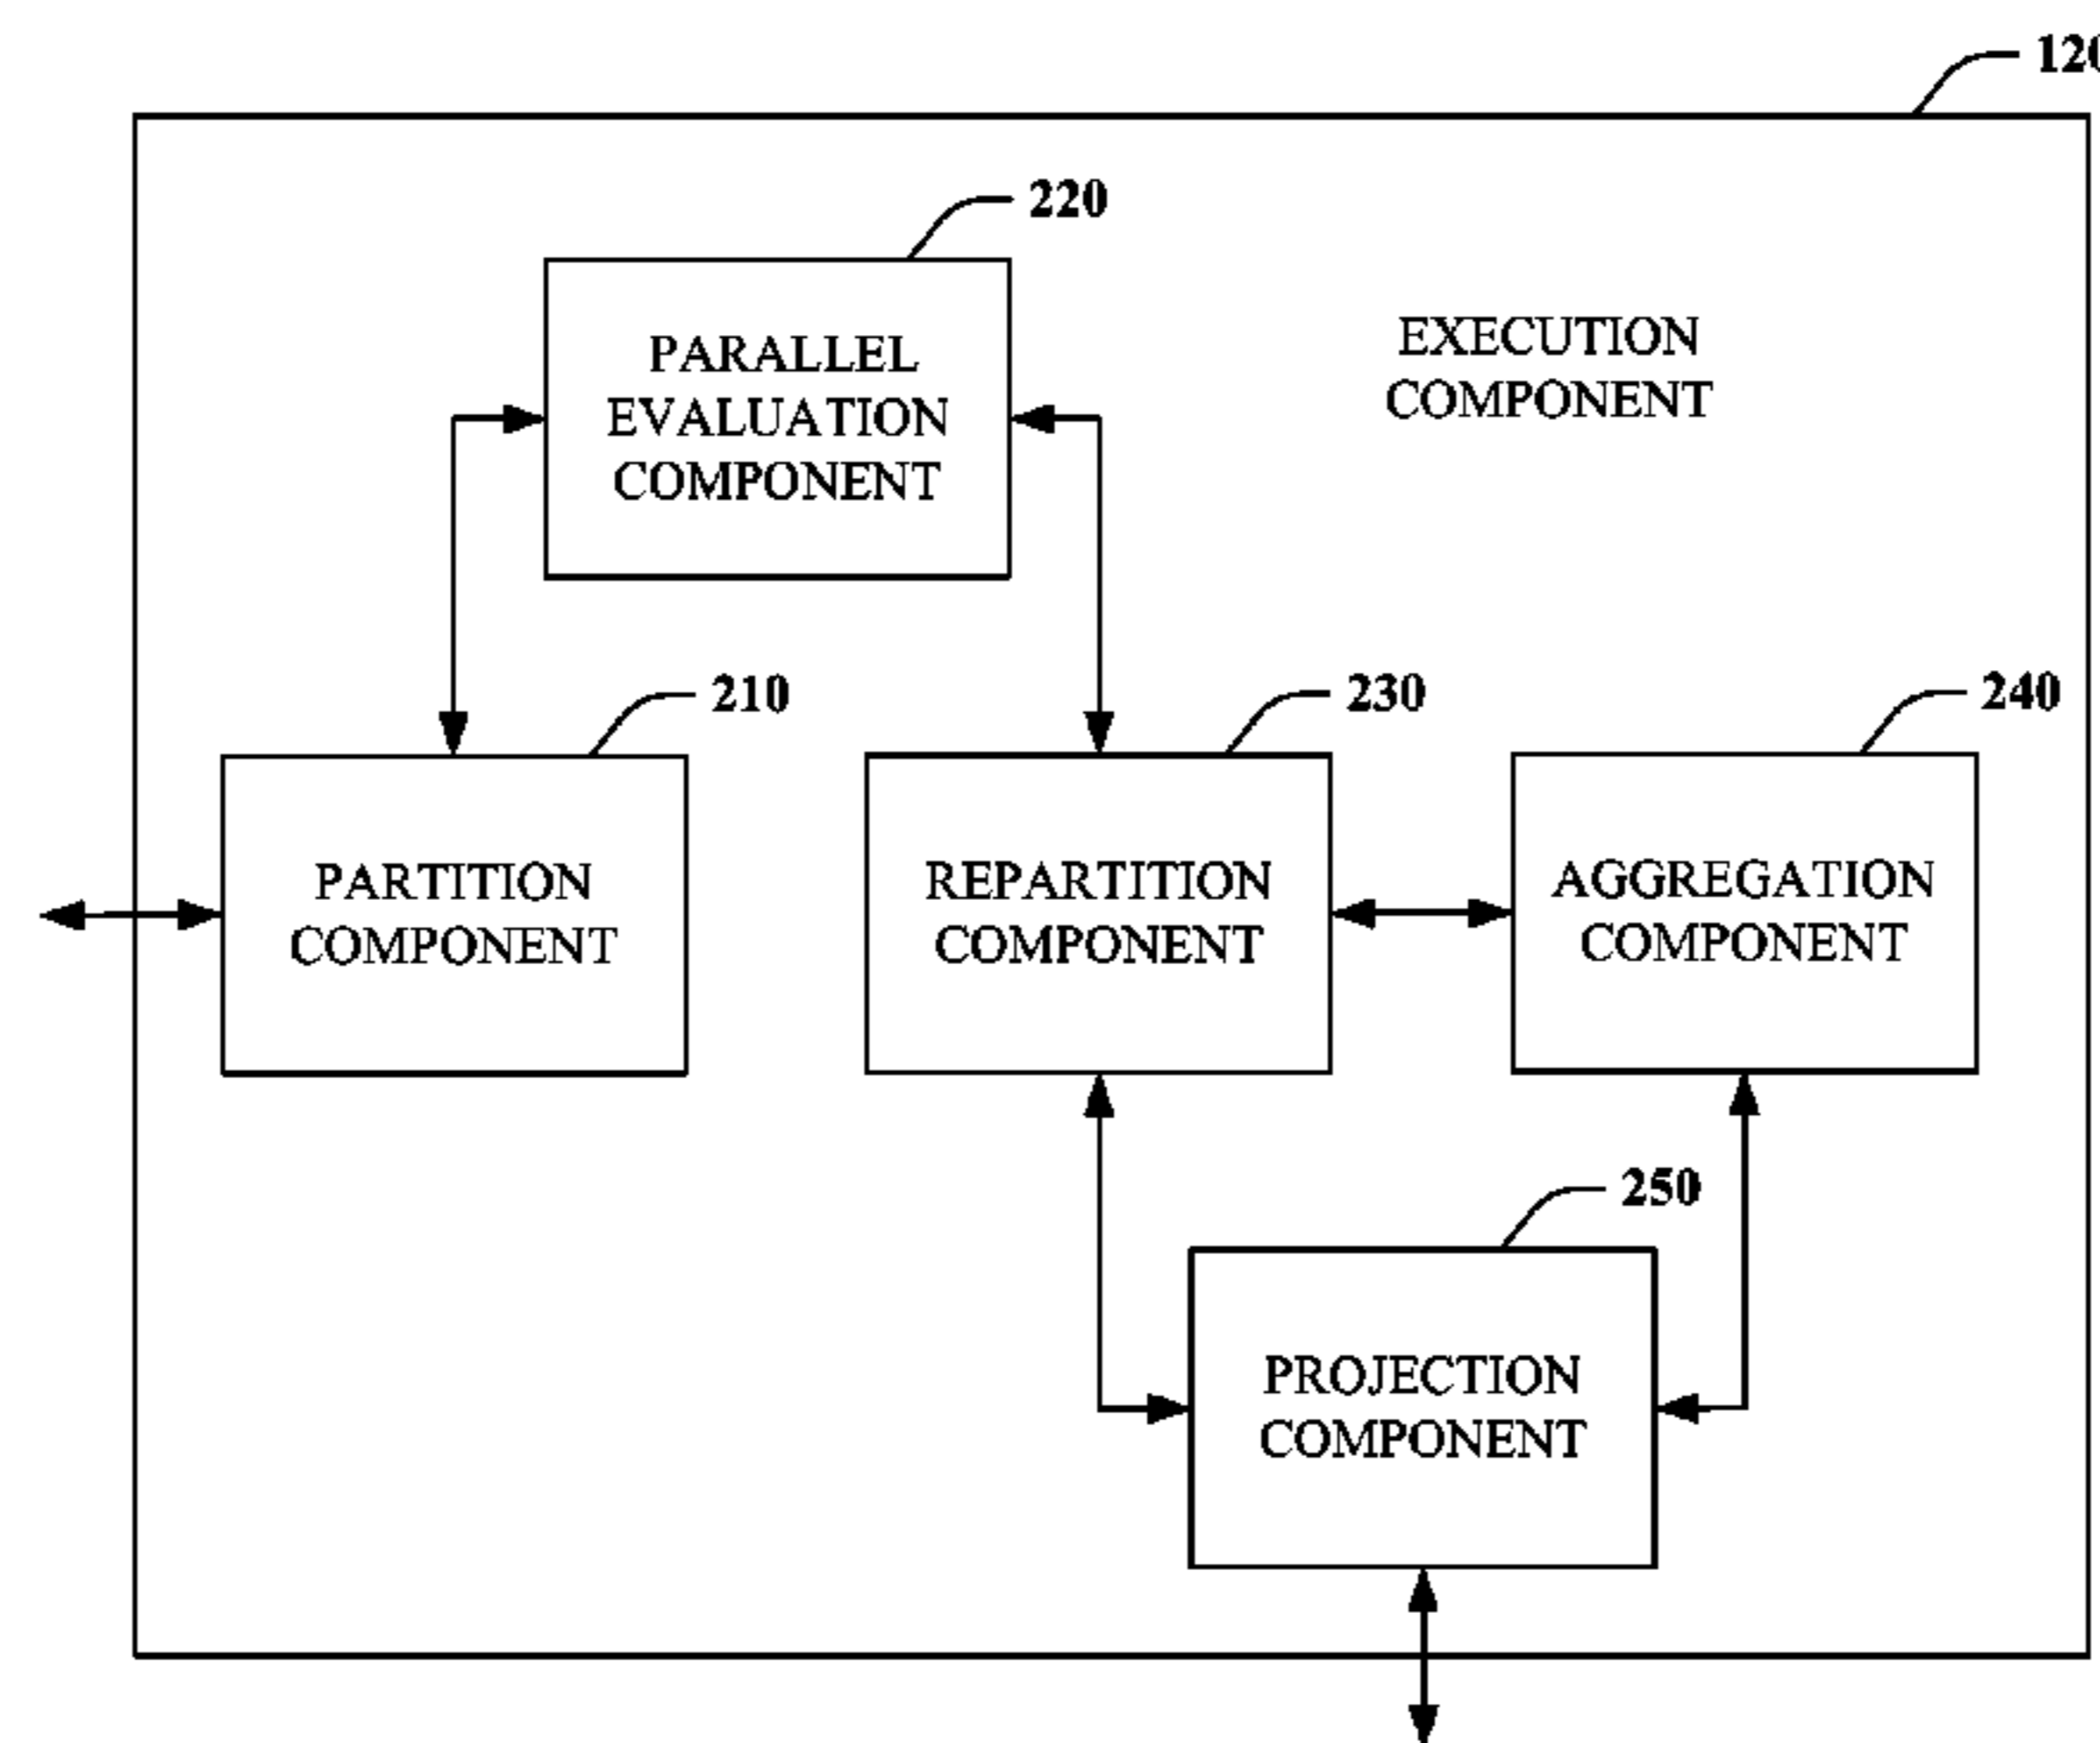 120
220
PARALLEL
EVALUATION
COMPONENT
EXECUTION
COMPONENT
210
230
240
PARTITION
COMPONENT
REPARTITION
COMPONENT
AGGREGATION
COMPONENT
250
PROJECTION
COMPONENT